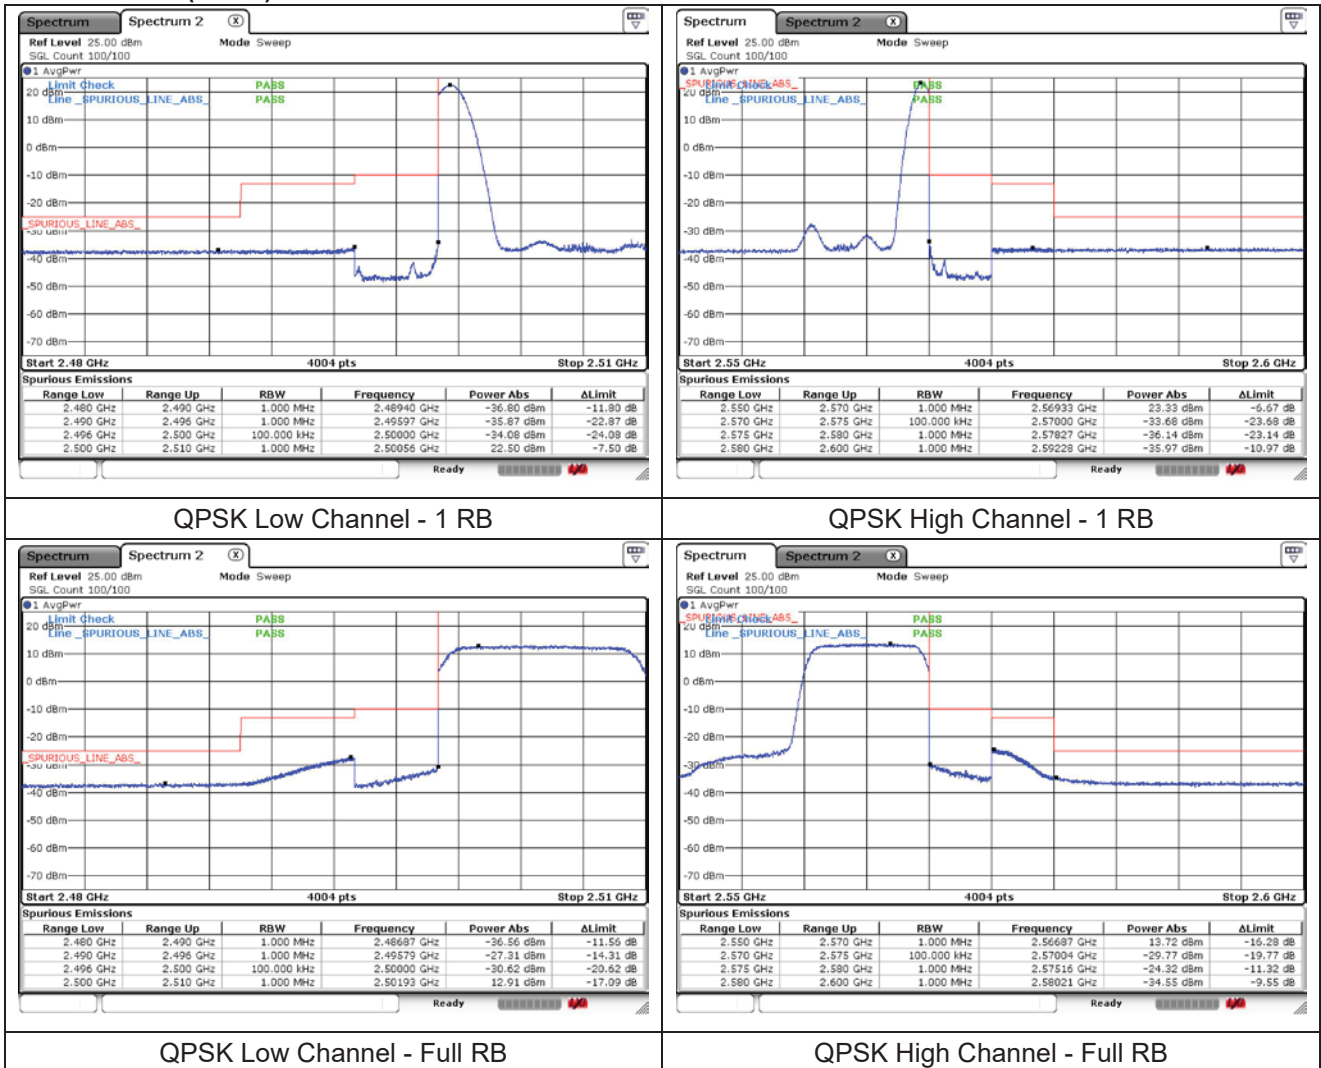 Spectrum Spectrum 2 X
Ref Level 25.00 dBm Mode Sweep
SGL Count 100/100
1 AvgPwr
Limit Check PASS
Line _SPURIOUS_LINE_ABS_ PASS
20 dBm
10 dBm
0 dBm
-10 dBm
-20 dBm
_SPURIOUS_LINE_ABS_
-30 dBm
-40 dBm
-50 dBm
-60 dBm
-70 dBm
Start 2.48 GHz 4004 pts Stop 2.51 GHz
Spurious Emissions
Range Low Range Up RBW Frequency Power Abs ΔLimit
2.480 GHz 2.490 GHz 1.000 MHz 2.48940 GHz -36.80 dBm -11.80 dB
2.490 GHz 2.496 GHz 1.000 MHz 2.49597 GHz -35.87 dBm -22.87 dB
2.496 GHz 2.500 GHz 100.000 kHz 2.50000 GHz -34.08 dBm -24.08 dB
2.500 GHz 2.510 GHz 1.000 MHz 2.50056 GHz 22.50 dBm -7.50 dB
Ready
QPSK Low Channel - 1 RB
Spectrum Spectrum 2 X
Ref Level 25.00 dBm Mode Sweep
SGL Count 100/100
1 AvgPwr
_SPURIOUS_LINE_ABS_
Limit Check PASS
Line _SPURIOUS_LINE_ABS_ PASS
20 dBm
10 dBm
0 dBm
-10 dBm
-20 dBm
-30 dBm
-40 dBm
-50 dBm
-60 dBm
-70 dBm
Start 2.55 GHz 4004 pts Stop 2.6 GHz
Spurious Emissions
Range Low Range Up RBW Frequency Power Abs ΔLimit
2.550 GHz 2.570 GHz 1.000 MHz 2.56933 GHz 23.33 dBm -6.67 dB
2.570 GHz 2.575 GHz 100.000 kHz 2.57000 GHz -33.68 dBm -23.68 dB
2.575 GHz 2.580 GHz 1.000 MHz 2.57827 GHz -36.14 dBm -23.14 dB
2.580 GHz 2.600 GHz 1.000 MHz 2.59228 GHz -35.97 dBm -10.97 dB
Ready
QPSK High Channel - 1 RB
Spectrum Spectrum 2 X
Ref Level 25.00 dBm Mode Sweep
SGL Count 100/100
1 AvgPwr
Limit Check PASS
Line _SPURIOUS_LINE_ABS_ PASS
20 dBm
10 dBm
0 dBm
-10 dBm
-20 dBm
_SPURIOUS_LINE_ABS_
-30 dBm
-40 dBm
-50 dBm
-60 dBm
-70 dBm
Start 2.48 GHz 4004 pts Stop 2.51 GHz
Spurious Emissions
Range Low Range Up RBW Frequency Power Abs ΔLimit
2.480 GHz 2.490 GHz 1.000 MHz 2.48687 GHz -36.56 dBm -11.56 dB
2.490 GHz 2.496 GHz 1.000 MHz 2.49579 GHz -27.31 dBm -14.31 dB
2.496 GHz 2.500 GHz 100.000 kHz 2.50000 GHz -30.62 dBm -20.62 dB
2.500 GHz 2.510 GHz 1.000 MHz 2.50193 GHz 12.91 dBm -17.09 dB
Ready
QPSK Low Channel - Full RB
Spectrum Spectrum 2 X
Ref Level 25.00 dBm Mode Sweep
SGL Count 100/100
1 AvgPwr
_SPURIOUS_LINE_ABS_
Limit Check PASS
Line _SPURIOUS_LINE_ABS_ PASS
20 dBm
10 dBm
0 dBm
-10 dBm
-20 dBm
-30 dBm
-40 dBm
-50 dBm
-60 dBm
-70 dBm
Start 2.55 GHz 4004 pts Stop 2.6 GHz
Spurious Emissions
Range Low Range Up RBW Frequency Power Abs ΔLimit
2.550 GHz 2.570 GHz 1.000 MHz 2.56687 GHz 13.72 dBm -16.28 dB
2.570 GHz 2.575 GHz 100.000 kHz 2.57004 GHz -29.77 dBm -19.77 dB
2.575 GHz 2.580 GHz 1.000 MHz 2.57516 GHz -24.32 dBm -11.32 dB
2.580 GHz 2.600 GHz 1.000 MHz 2.58021 GHz -34.55 dBm -9.55 dB
Ready
QPSK High Channel - Full RB